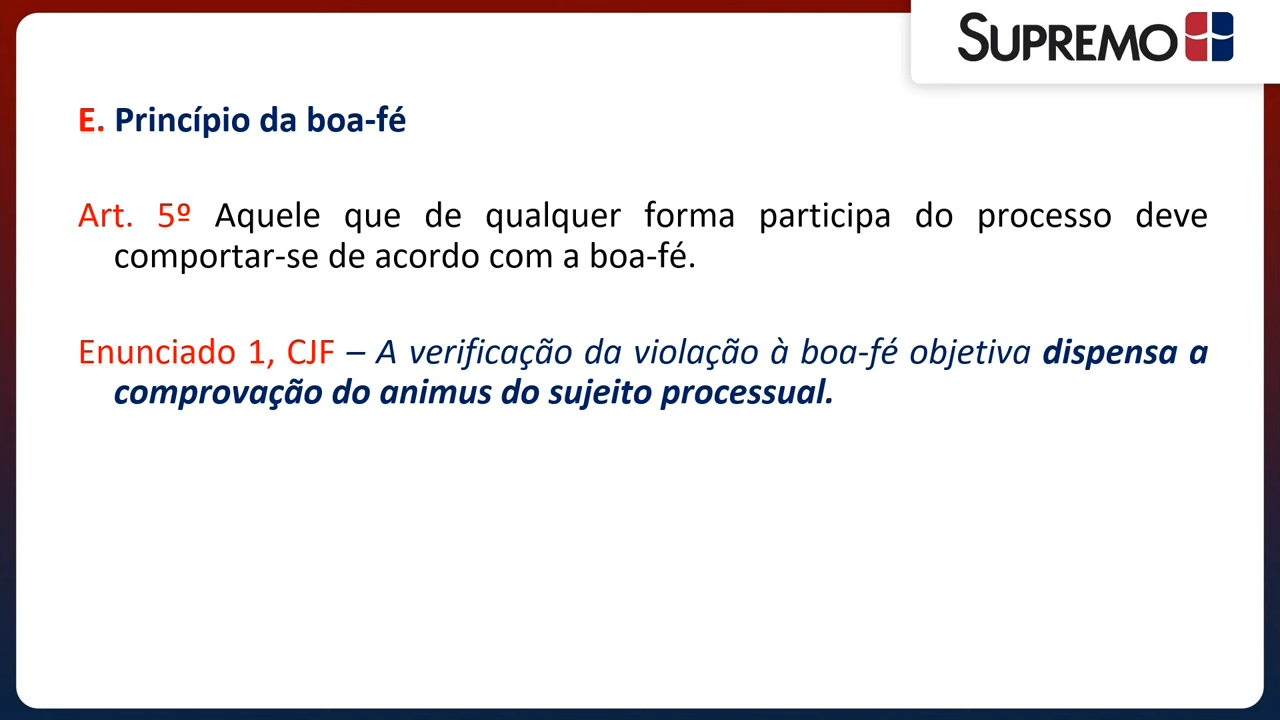 SUPREMO
E. Princípio da boa-fé
Art. 5º Aquele que de qualquer forma participa do processo deve
comportar-se de acordo com a boa-fé.
Enunciado 1, CJF – A verificação da violação à boa-fé objetiva dispensa a
comprovação do animus do sujeito processual.